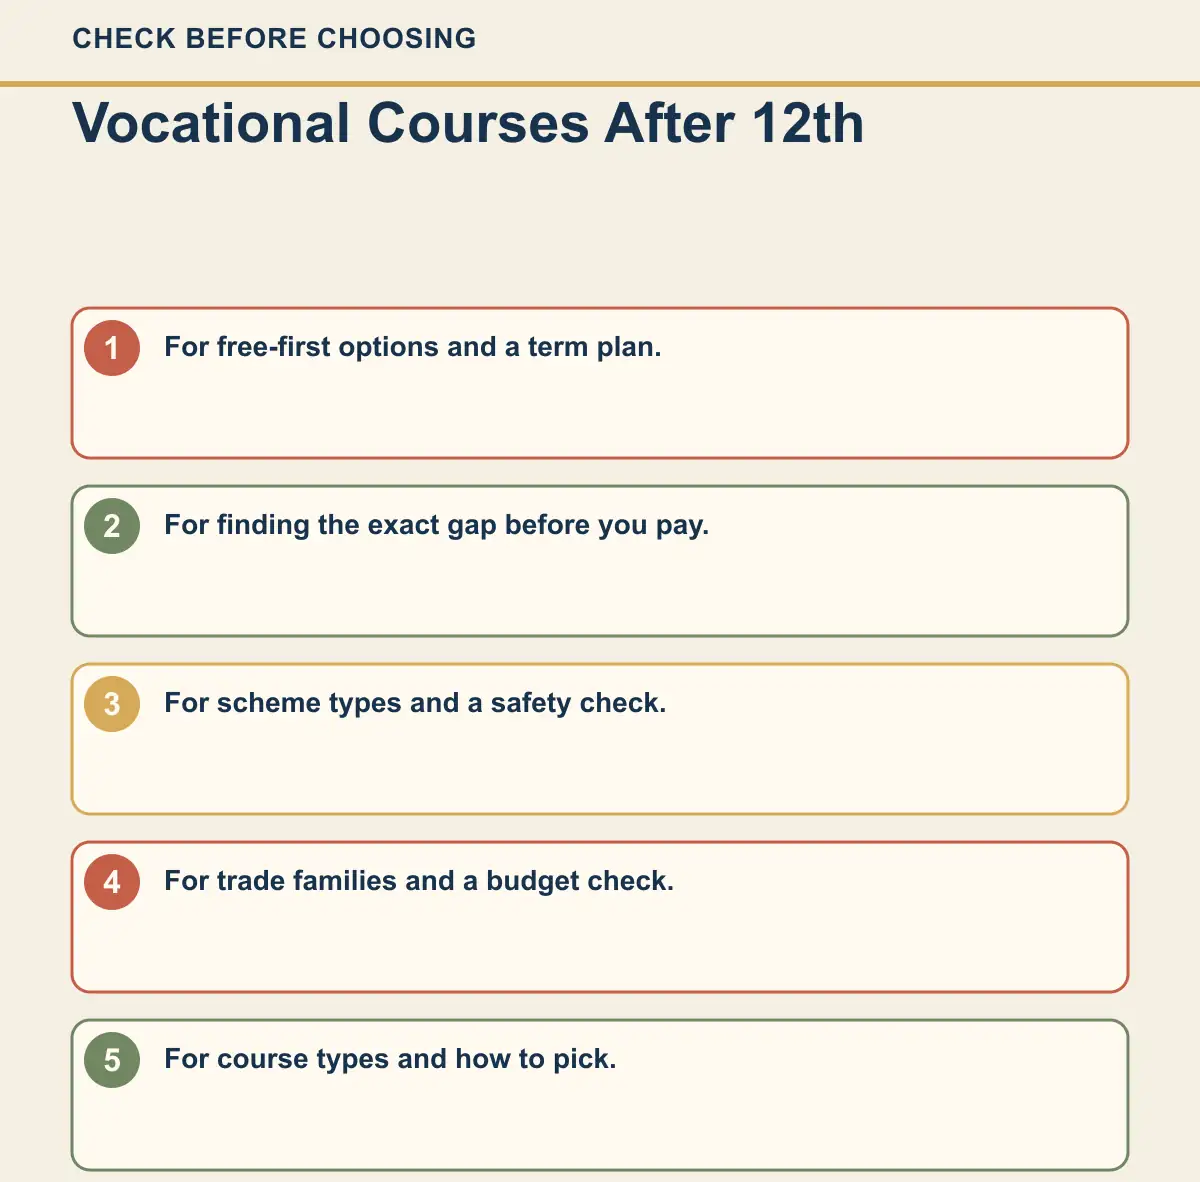 CHECK BEFORE CHOOSING
Vocational Courses After 12th
1 For free-first options and a term plan.
2 For finding the exact gap before you pay.
3 For scheme types and a safety check.
4 For trade families and a budget check.
5 For course types and how to pick.